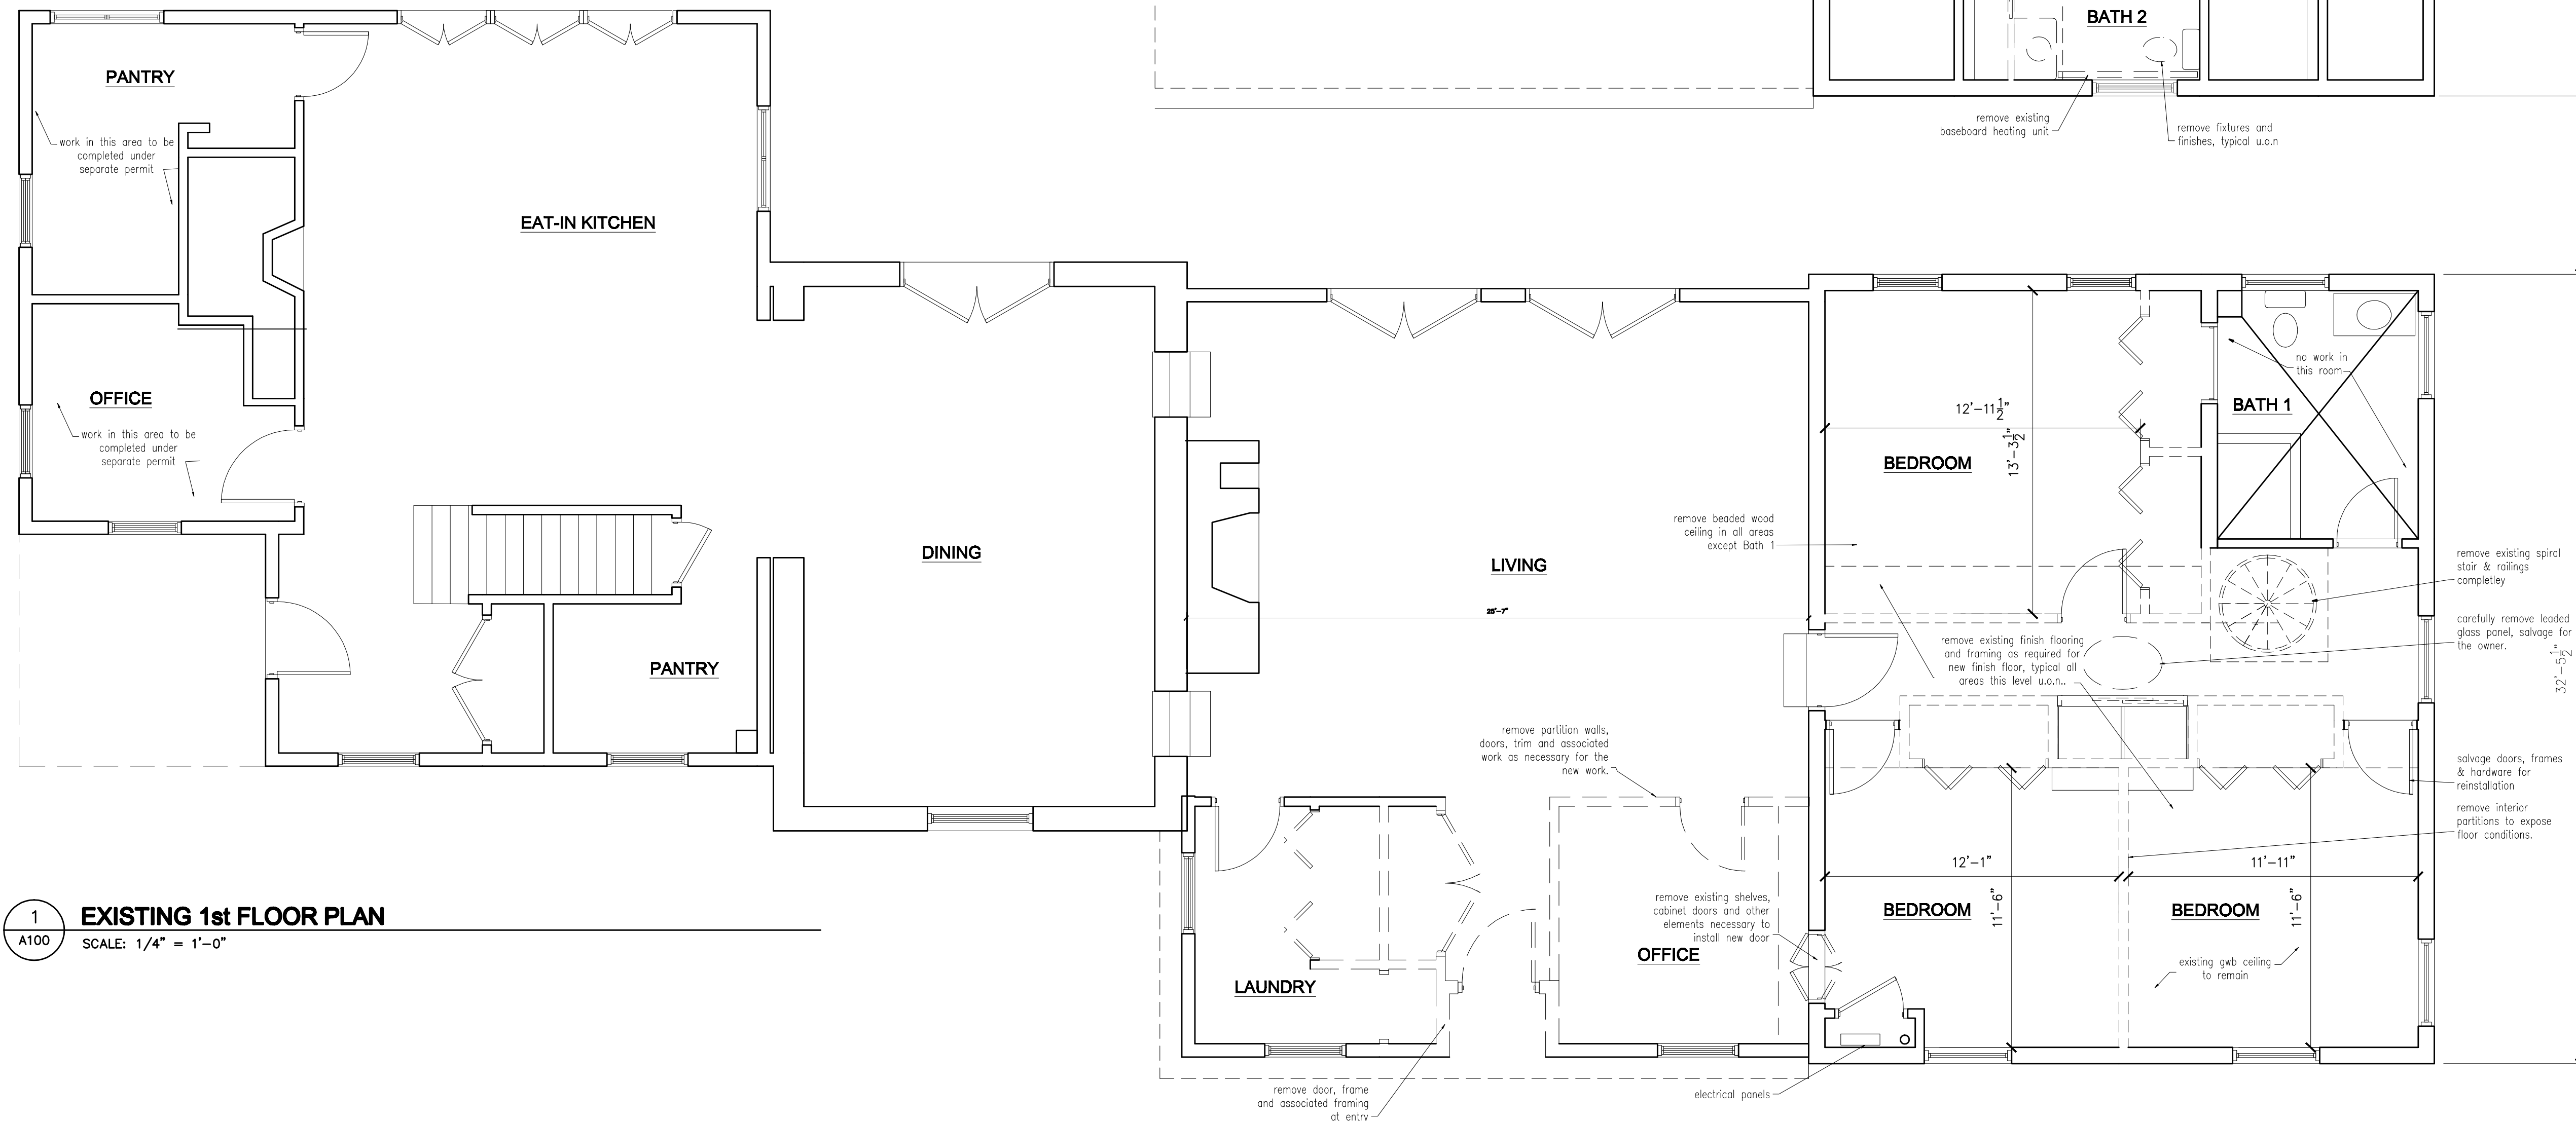 BATH 2
remove existing
baseboard heating unit
remove fixtures and
finishes, typical u.o.n
PANTRY
work in this area to be
completed under
separate permit
EAT-IN KITCHEN
OFFICE
work in this area to be
completed under
separate permit
DINING
PANTRY
LIVING
25'-7"
remove beaded wood
ceiling in all areas
except Bath 1
BEDROOM
12'-11 1/2"
13'-3 1/2"
no work in
this room
BATH 1
remove existing spiral
stair & railings
completley
carefully remove leaded
glass panel, salvage for
the owner.
32'-5 1/2"
remove existing finish flooring
and framing as required for
new finish floor, typical all
areas this level u.o.n..
remove partition walls,
doors, trim and associated
work as necessary for the
new work.
salvage doors, frames
& hardware for
reinstallation
remove interior
partitions to expose
floor conditions.
12'-1"
11'-11"
11'-6"
11'-6"
BEDROOM
BEDROOM
existing gwb ceiling
to remain
remove existing shelves,
cabinet doors and other
elements necessary to
install new door
OFFICE
LAUNDRY
electrical panels
remove door, frame
and associated framing
at entry
1
A100
EXISTING 1st FLOOR PLAN
SCALE: 1/4" = 1'-0"